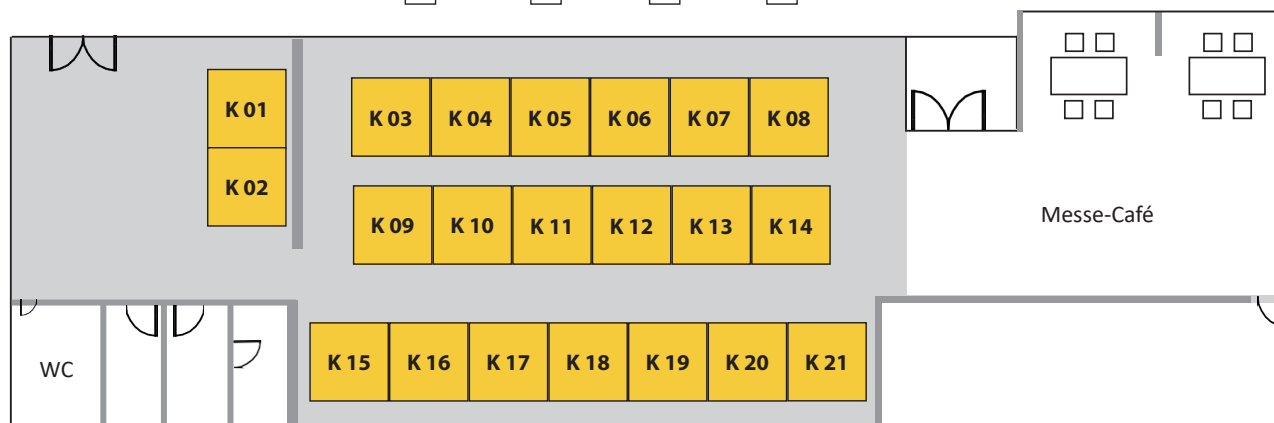 K 01
K 02
K 03 K 04 K 05 K 06 K 07 K 08
K 09 K 10 K 11 K 12 K 13 K 14
Messe-Café
WC
K 15 K 16 K 17 K 18 K 19 K 20 K 21